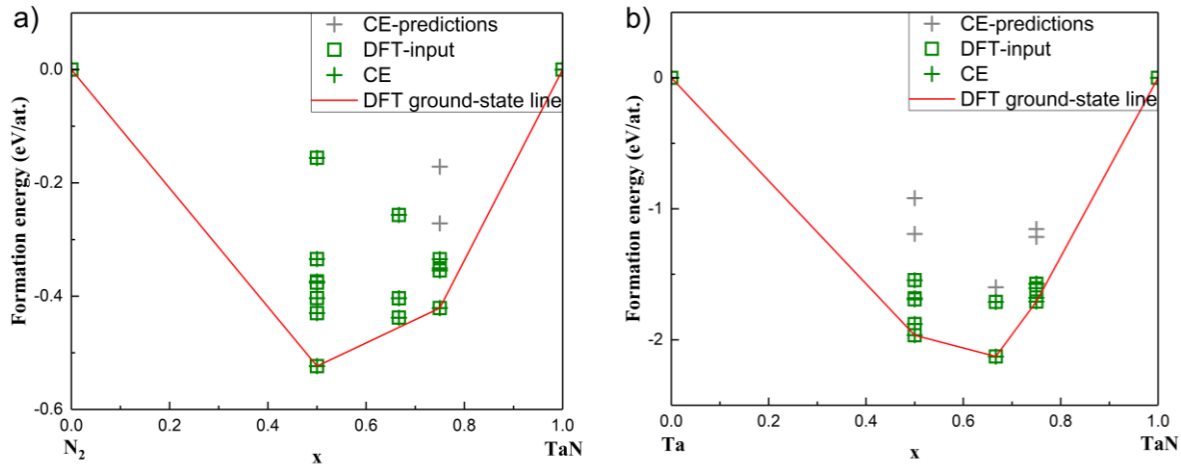 a)
CE-predictions
DFT-input
CE
DFT ground-state line
Formation energy (eV/at.)
0.0
-0.2
-0.4
-0.6
0.0
0.2
0.4
0.6
0.8
1.0
N₂
x
TaN
b)
CE-predictions
DFT-input
CE
DFT ground-state line
Formation energy (eV/at.)
0
-1
-2
0.0
0.2
0.4
0.6
0.8
1.0
Ta
x
TaN